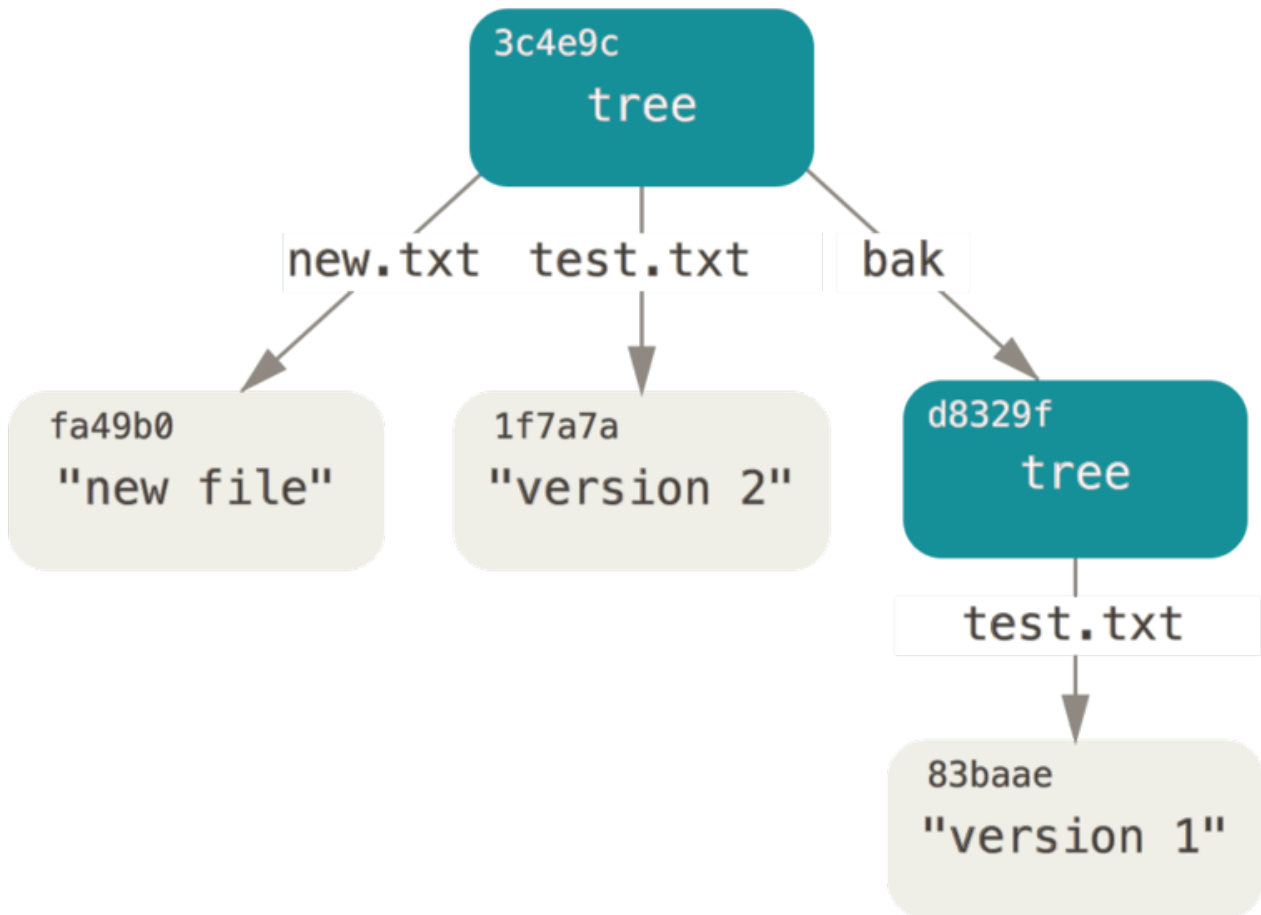 3c4e9c
tree
new.txt
test.txt
bak
fa49b0
"new file"
1f7a7a
"version 2"
d8329f
tree
test.txt
83baae
"version 1"